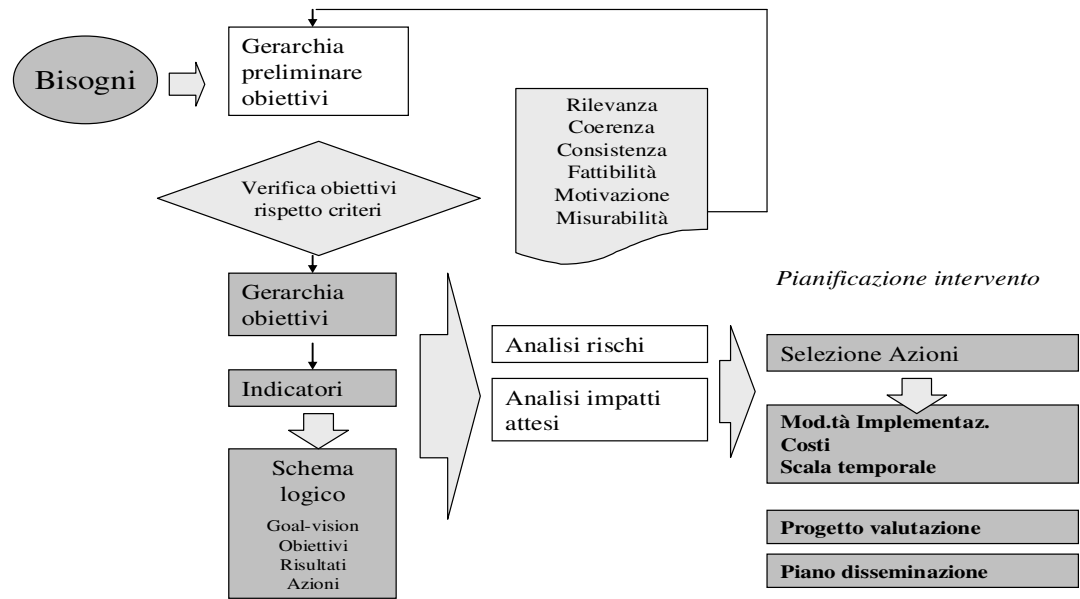 Bisogni
Gerarchia
preliminare
obiettivi
Rilevanza
Coerenza
Consistenza
Fattibilità
Motivazione
Misurabilità
Verifica obiettivi
rispetto criteri
Gerarchia
obiettivi
Indicatori
Schema
logico
Goal-vision
Obiettivi
Risultati
Azioni
Analisi rischi
Analisi impatti
attesi
Pianificazione intervento
Selezione Azioni
Mod.tà Implementaz.
Costi
Scala temporale
Progetto valutazione
Piano disseminazione